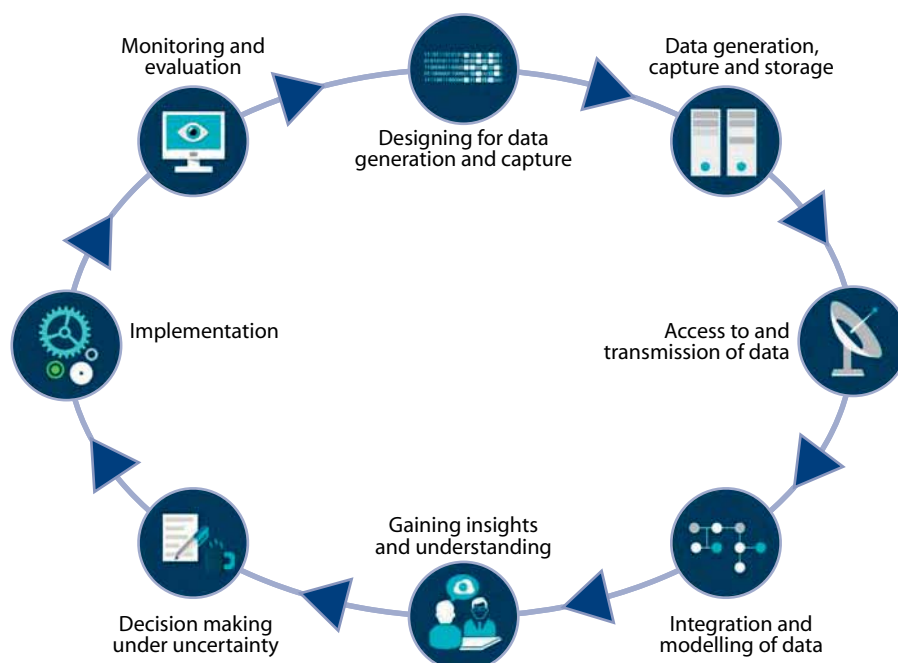 Monitoring and
evaluation
Designing for data
generation and capture
Data generation,
capture and storage
Access to and
transmission of data
Integration and
modelling of data
Gaining insights
and understanding
Decision making
under uncertainty
Implementation